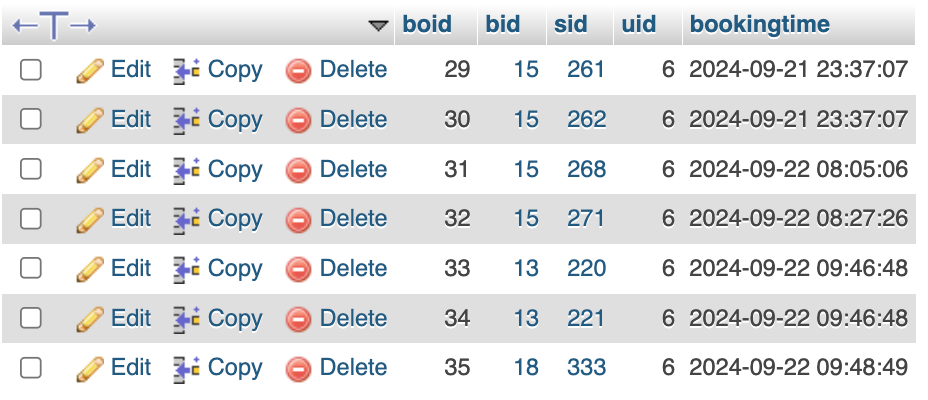 boid bid sid uid bookingtime
Edit Copy Delete 29 15 261 6 2024-09-21 23:37:07
Edit Copy Delete 30 15 262 6 2024-09-21 23:37:07
Edit Copy Delete 31 15 268 6 2024-09-22 08:05:06
Edit Copy Delete 32 15 271 6 2024-09-22 08:27:26
Edit Copy Delete 33 13 220 6 2024-09-22 09:46:48
Edit Copy Delete 34 13 221 6 2024-09-22 09:46:48
Edit Copy Delete 35 18 333 6 2024-09-22 09:48:49